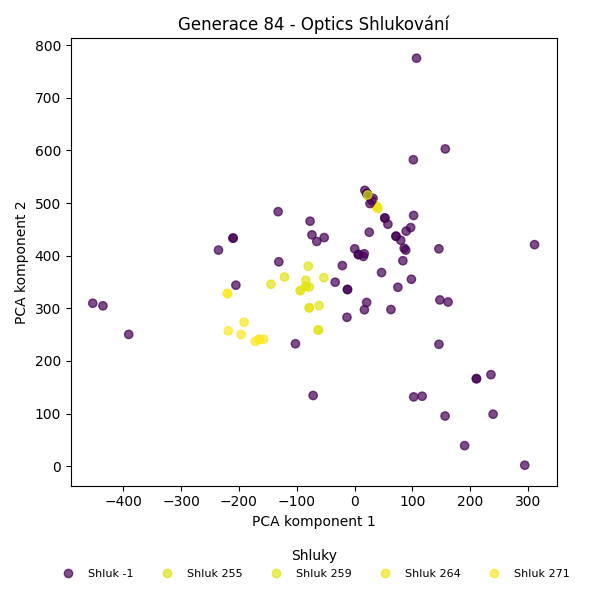 Generace 84 - Optics Shlukování
800
700
600
500
400
300
200
100
0
PCA komponent 2
−400 −300 −200 −100 0 100 200 300
PCA komponent 1
Shluky
Shluk -1 Shluk 255 Shluk 259 Shluk 264 Shluk 271